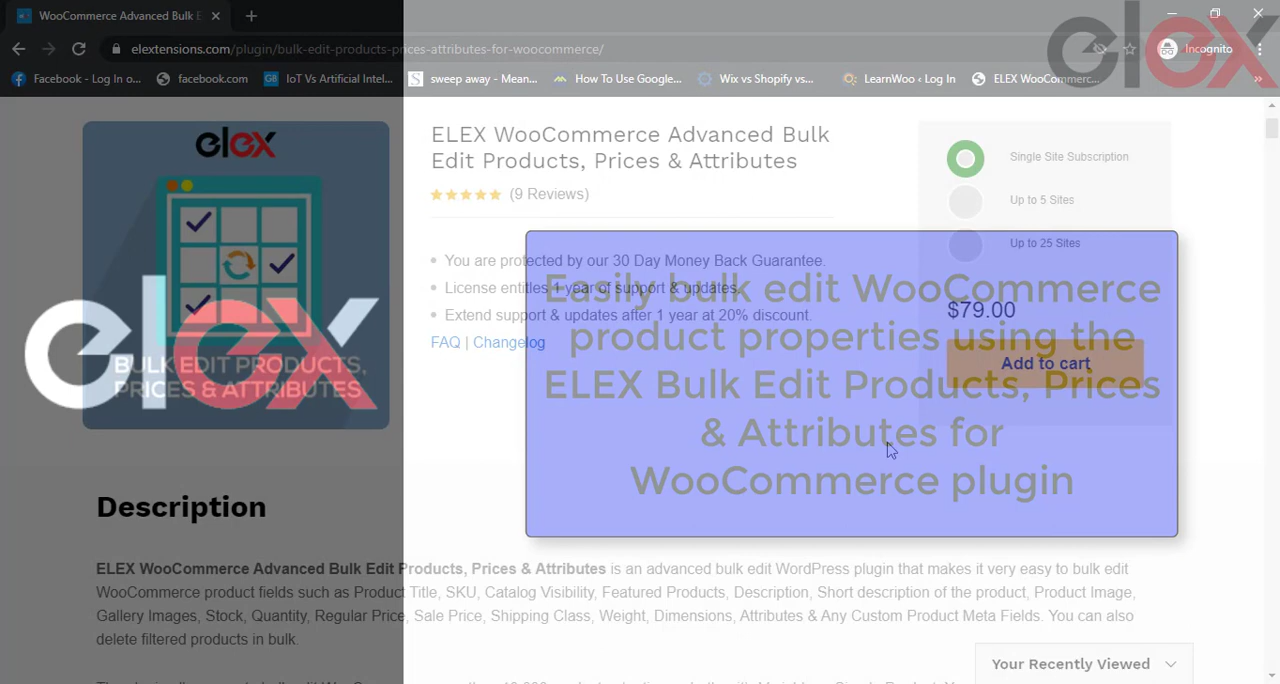 WooCommerce Advanced Bulk E
elextensions.com/plugin/bulk-edit-products-prices-attributes-for-woocommerce/
Incognito
Facebook - Log In o...
facebook.com
GB
IoT Vs Artificial Intel...
S
sweep away - Mean...
How To Use Google...
Wix vs Shopify vs...
LearnWoo ‹ Log In
ELEX WooCommerc...
»
elex
elex
ELEX WooCommerce Advanced Bulk
Edit Products, Prices & Attributes
(9 Reviews)
Single Site Subscription
Up to 5 Sites
Up to 25 Sites
$79.00
Add to cart
You are protected by our 30 Day Money Back Guarantee.
License entitles 1 year of support & updates.
Extend support & updates after 1 year at 20% discount.
FAQ | Changelog
elex
BULK EDIT PRODUCTS,
PRICES & ATTRIBUTES
Easily bulk edit WooCommerce
product properties using the
ELEX Bulk Edit Products, Prices
& Attributes for
WooCommerce plugin
Description
ELEX WooCommerce Advanced Bulk Edit Products, Prices & Attributes is an advanced bulk edit WordPress plugin that makes it very easy to bulk edit
WooCommerce product fields such as Product Title, SKU, Catalog Visibility, Featured Products, Description, Short description of the product, Product Image,
Gallery Images, Stock, Quantity, Regular Price, Sale Price, Shipping Class, Weight, Dimensions, Attributes & Any Custom Product Meta Fields. You can also
delete filtered products in bulk.
Your Recently Viewed